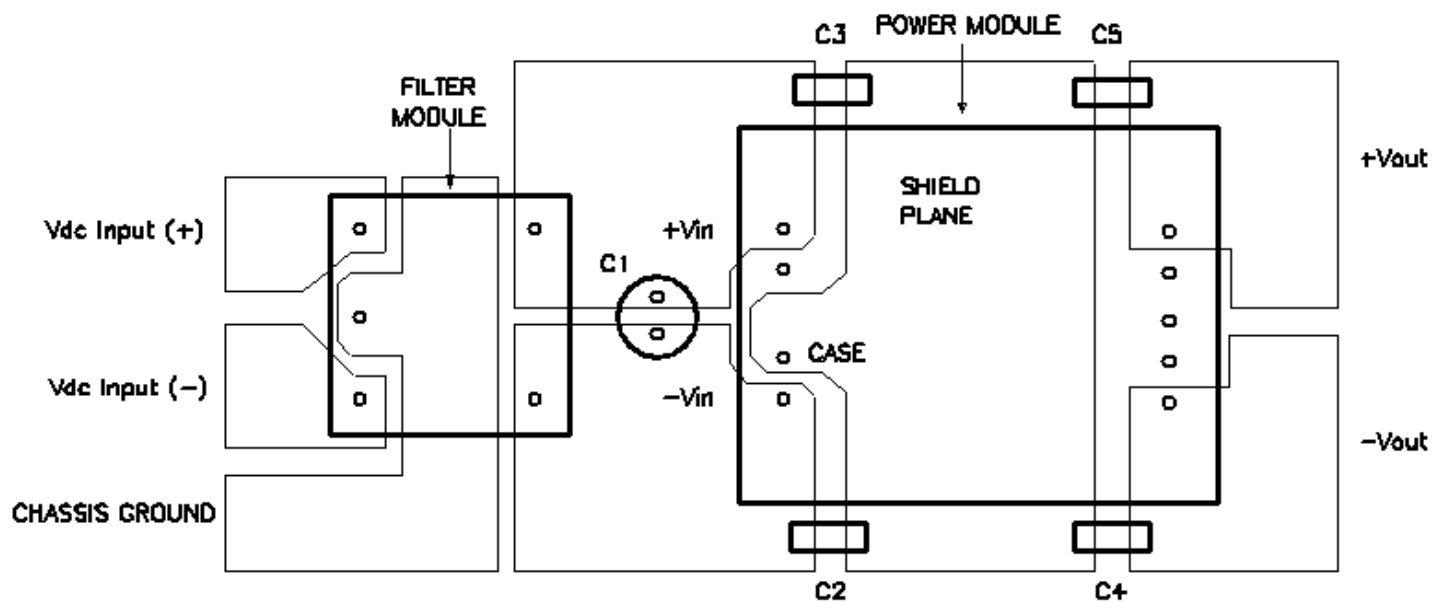 POWER MODULE
C3
C5
FILTER
MODULE
+Vout
SHIELD
PLANE
Vdc Input (+)
+Vin
C1
CASE
Vdc Input (-)
-Vin
-Vout
CHASSIS GROUND
C2
C4